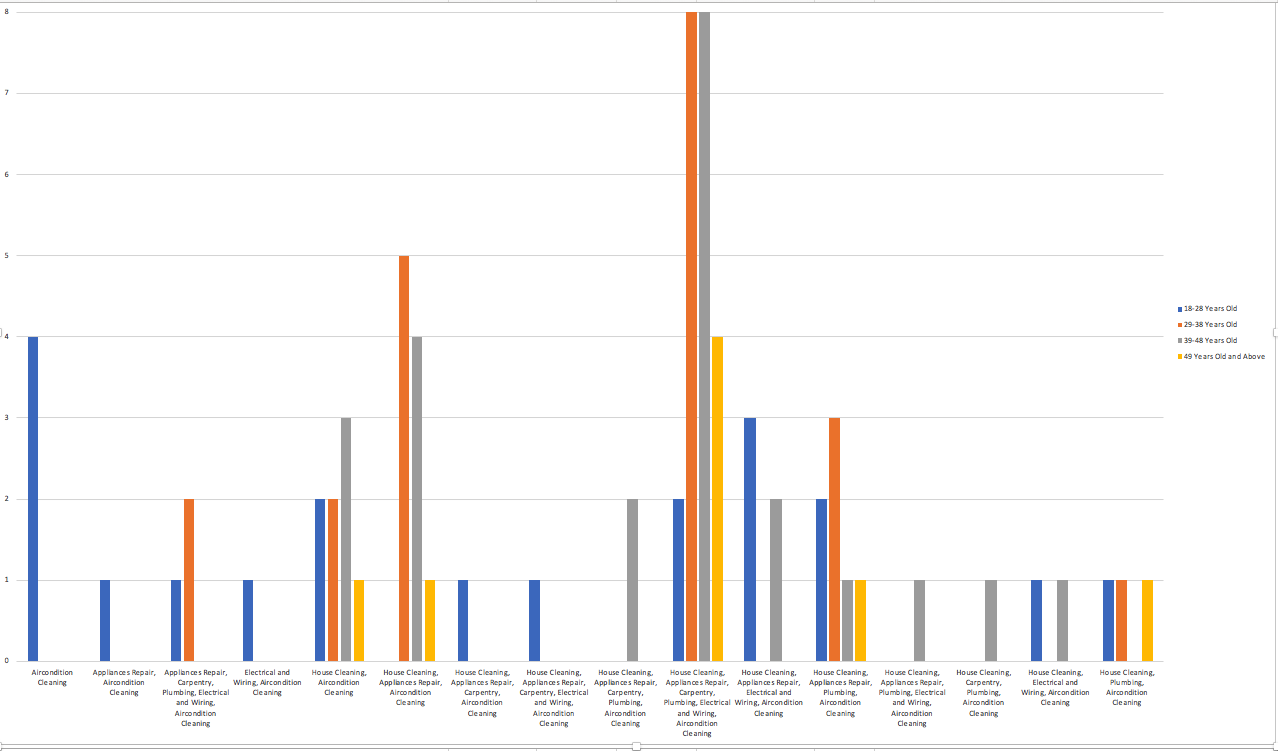 8
7
6
5
4
3
2
1
0
Aircondition
Cleaning
Appliances Repair,
Aircondition
Cleaning
Appliances Repair,
Carpentry,
Plumbing, Electrical
and Wiring,
Aircondition
Cleaning
Electrical and
Wiring, Aircondition
Cleaning
House Cleaning,
Aircondition
Cleaning
House Cleaning,
Appliances Repair,
Aircondition
Cleaning
House Cleaning,
Appliances Repair,
Carpentry,
Aircondition
Cleaning
House Cleaning,
Appliances Repair,
Carpentry, Electrical
and Wiring,
Aircondition
Cleaning
House Cleaning,
Appliances Repair,
Carpentry,
Plumbing,
Aircondition
Cleaning
House Cleaning,
Appliances Repair,
Carpentry,
Plumbing, Electrical
and Wiring,
Aircondition
Cleaning
House Cleaning,
Appliances Repair,
Electrical and
Wiring, Aircondition
Cleaning
House Cleaning,
Appliances Repair,
Plumbing,
Aircondition
Cleaning
House Cleaning,
Appliances Repair,
Plumbing, Electrical
and Wiring,
Aircondition
Cleaning
House Cleaning,
Carpentry,
Plumbing,
Aircondition
Cleaning
House Cleaning,
Electrical and
Wiring, Aircondition
Cleaning
House Cleaning,
Plumbing,
Aircondition
Cleaning
18-28 Years Old
29-38 Years Old
39-48 Years Old
49 Years Old and Above